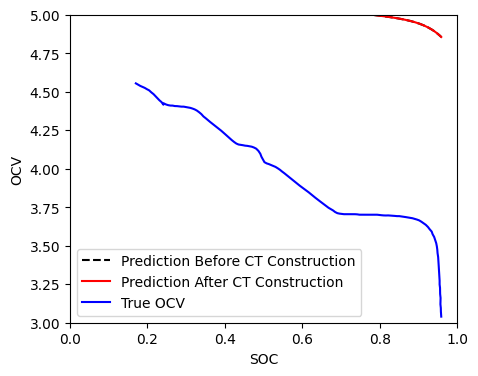 5.00
4.75
4.50
4.25
4.00
3.75
3.50
3.25
3.00
OCV
Prediction Before CT Construction
Prediction After CT Construction
True OCV
0.0 0.2 0.4 0.6 0.8 1.0
SOC